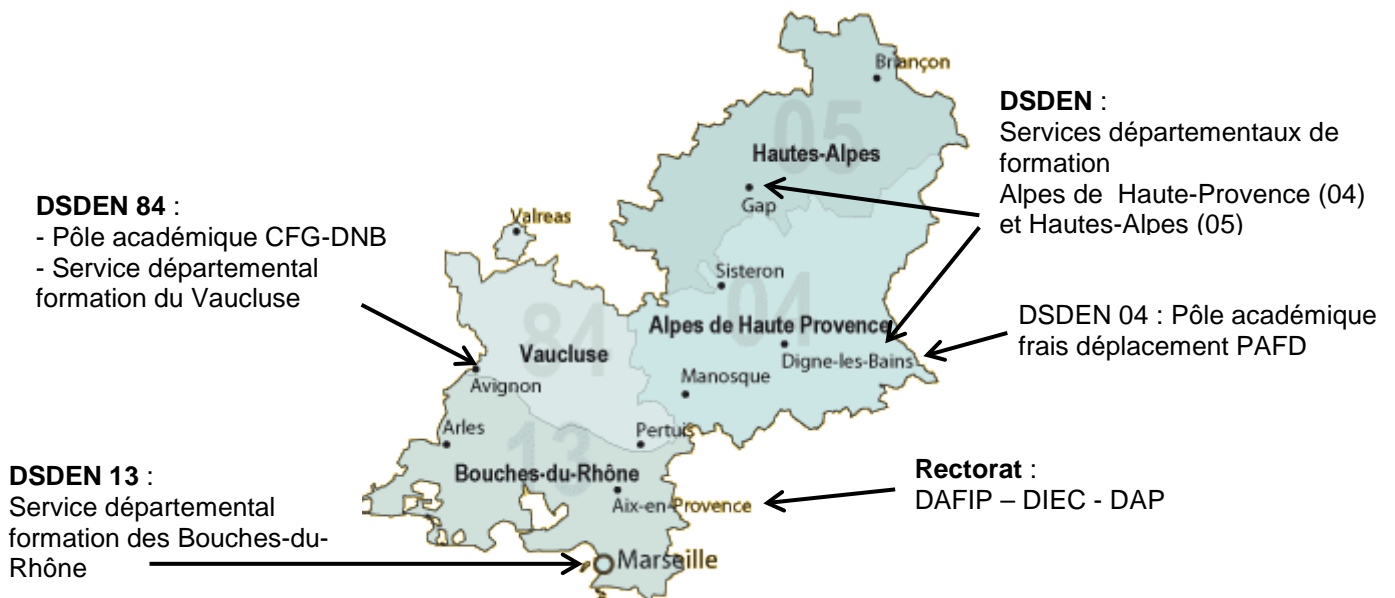 Briançon
05
Hautes-Alpes
Gap
DSDEN :
Services départementaux de
formation
Alpes de Haute-Provence (04)
et Hautes-Alpes (05)
DSDEN 84 :
- Pôle académique CFG-DNB
- Service départemental
formation du Vaucluse
Valreas
Sisteron
04
Alpes de Haute Provence
Digne-les-Bains
Manosque
DSDEN 04 : Pôle académique
frais déplacement PAFD
84
Vaucluse
Avignon
Arles
Pertuis
13
Bouches-du-Rhône
Aix-en-Provence
Marseille
DSDEN 13 :
Service départemental
formation des Bouches-du-
Rhône
Rectorat :
DAFIP – DIEC - DAP